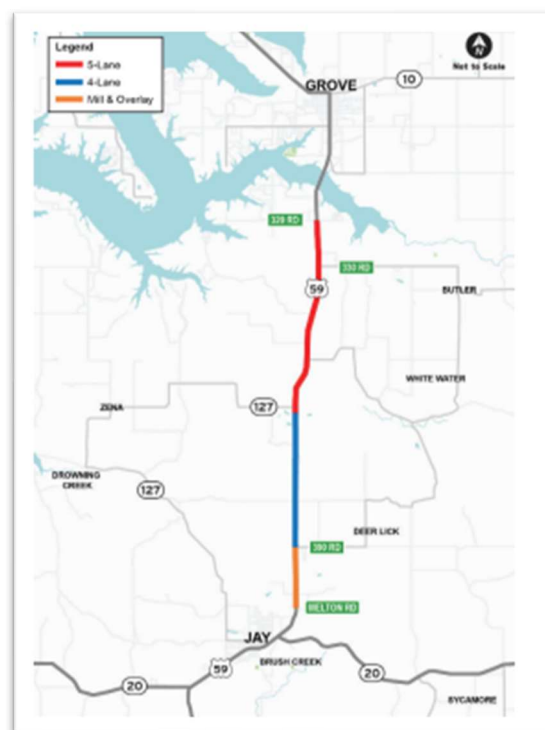 Legend
5-Lane
4-Lane
Mill & Overlay
N
Not to Scale
GROVE
10
320 RD
330 RD
59
BUTLER
WHITE WATER
ZENA
127
DROWNING
CREEK
127
DEER LICK
390 RD
WELTON RD
JAY
BRUSH CREEK
59
20
20
SYCAMORE